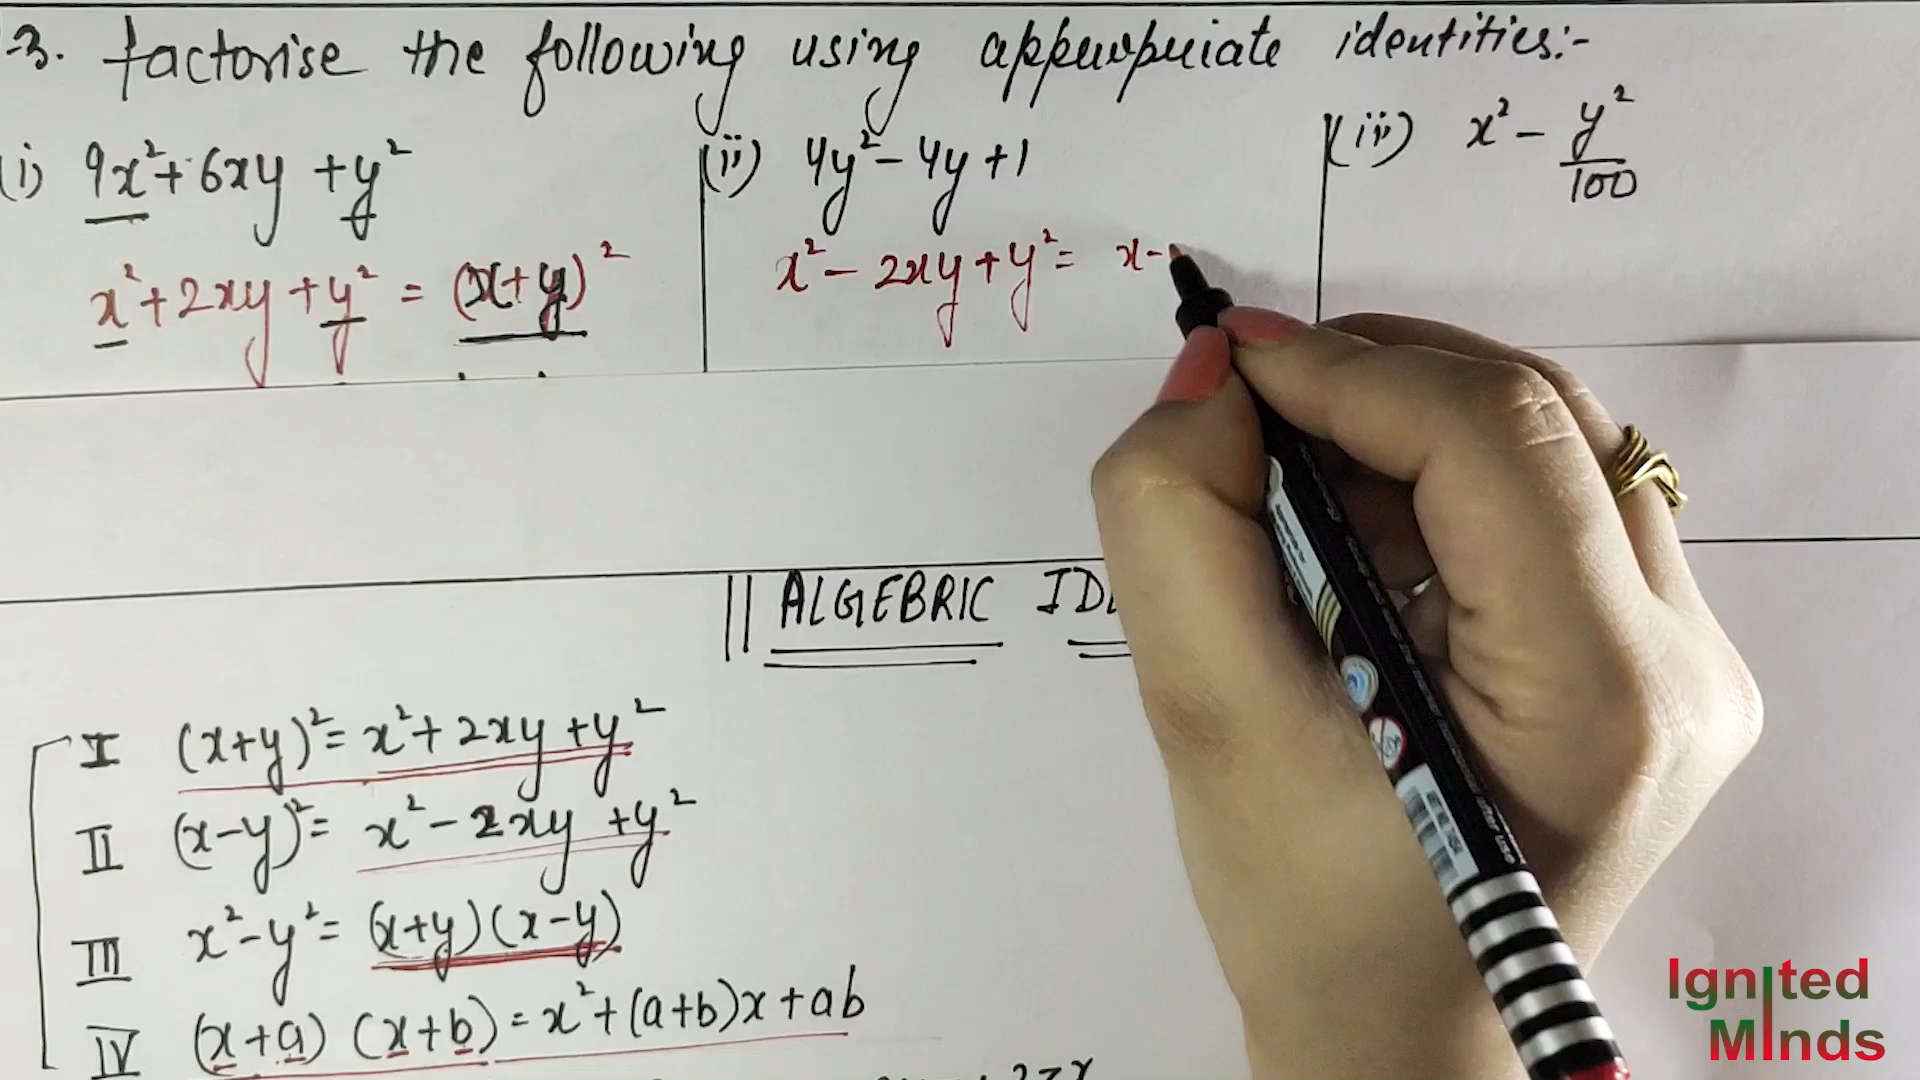 3. factorise the following using appropriate identities:-
(i) 9x²+6xy+y²
x²+2xy+y² = (x+y)²
(ii) 4y²-4y+1
x²-2xy+y² = x-
(iii) x² - y²/100
ALGEBRIC
I (x+y)² = x²+2xy+y²
II (x-y)² = x²-2xy+y²
III x²-y² = (x+y)(x-y)
IV (x+a)(x+b) = x²+(a+b)x+ab
Ignited
Minds